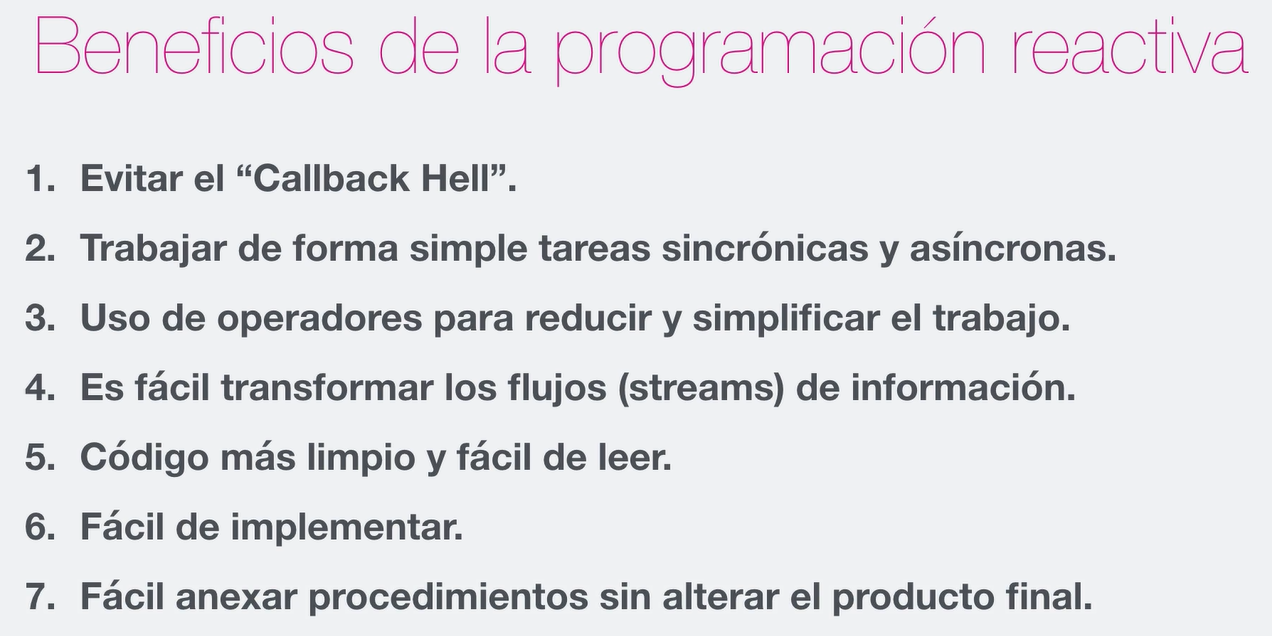 Beneficios de la programación reactiva
1. Evitar el “Callback Hell”.
2. Trabajar de forma simple tareas sincrónicas y asíncronas.
3. Uso de operadores para reducir y simplificar el trabajo.
4. Es fácil transformar los flujos (streams) de información.
5. Código más limpio y fácil de leer.
6. Fácil de implementar.
7. Fácil anexar procedimientos sin alterar el producto final.